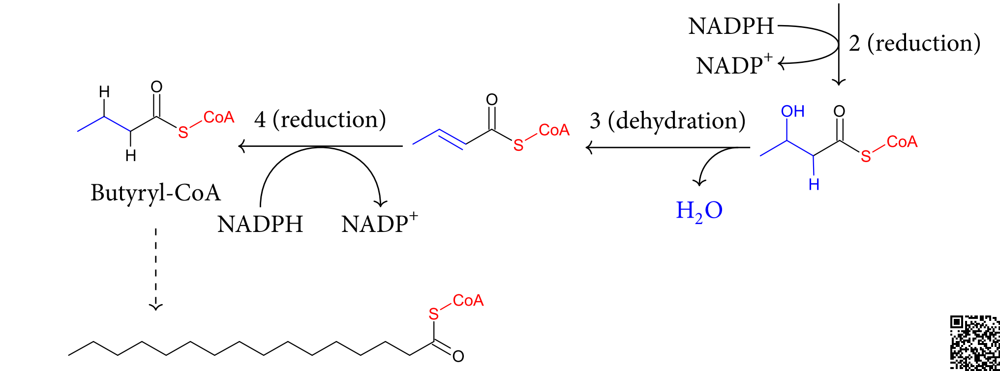 NADPH
2 (reduction)
NADP⁺
H
O
CoA
S
H
4 (reduction)
O
CoA
S
3 (dehydration)
OH
O
CoA
S
H
Butyryl-CoA
NADPH
NADP⁺
H₂O
CoA
S
O